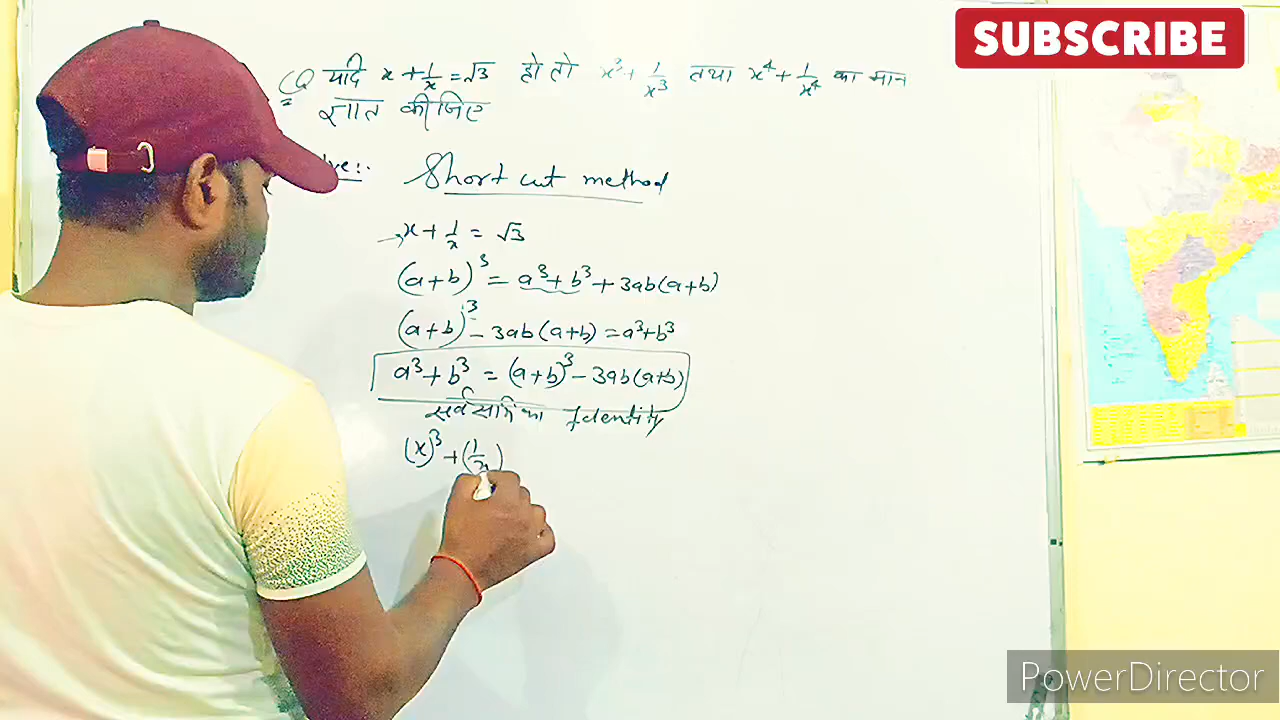 SUBSCRIBE
Q यदि x + 1/x = √3 हो तो x³ + 1/x³ तथा x⁴ + 1/x⁴ का मान
ज्ञात कीजिए
Short cut method
x + 1/x = √3
(a+b)³ = a³+b³ + 3ab(a+b)
(a+b)³ - 3ab(a+b) = a³+b³
a³+b³ = (a+b)³ - 3ab(a+b)
Identity
(x)³ + (1/x)
PowerDirector